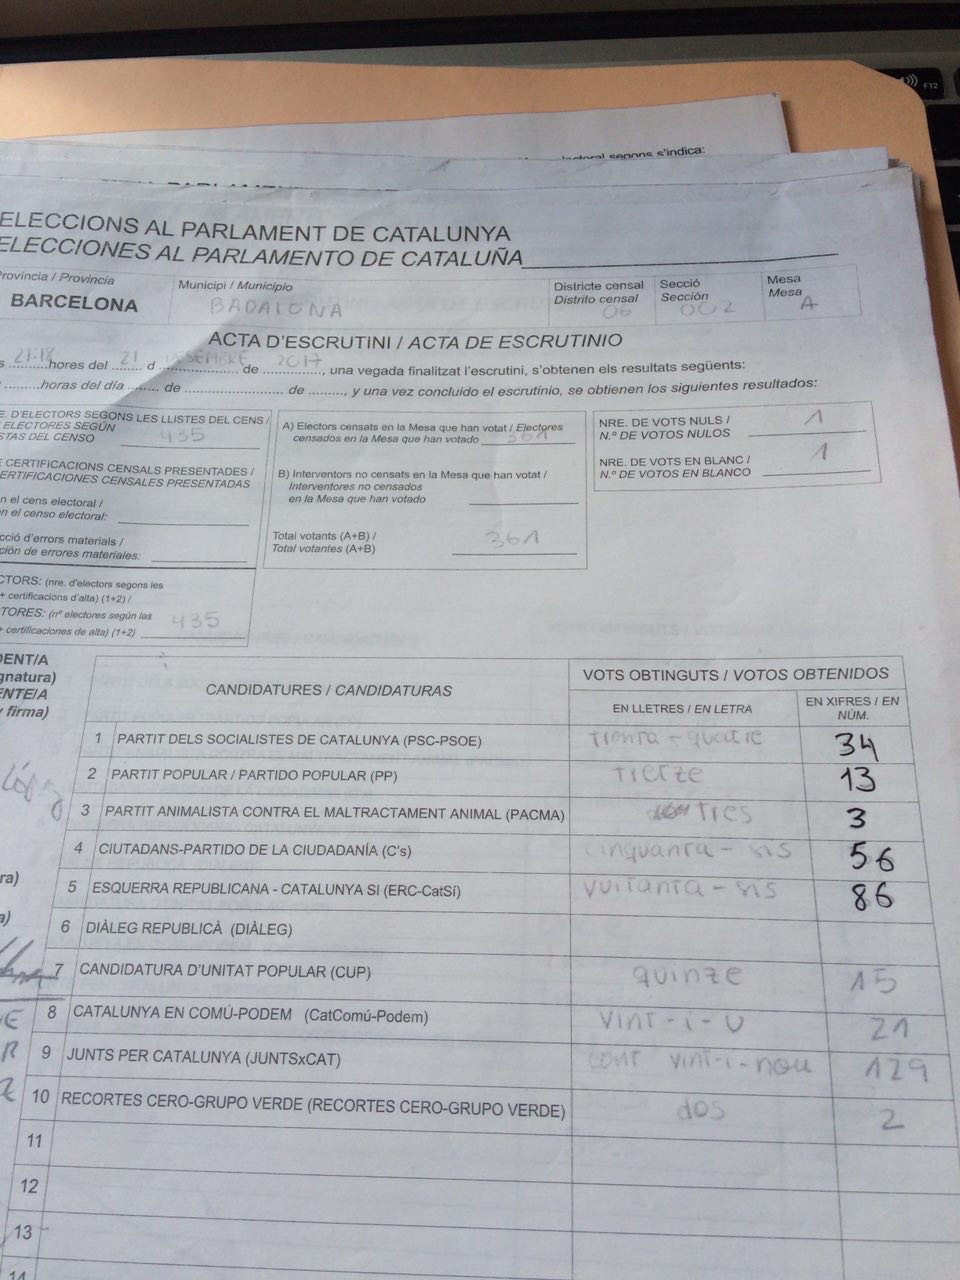 F12
electoral segons s'indica:
ELECCIONS AL PARLAMENT DE CATALUNYA
ELECCIONES AL PARLAMENTO DE CATALUÑA
Província / Provincia
BARCELONA
Municipi / Municipio
BADALONA
Districte censal
Distrito censal
06
Secció
Sección
002
Mesa
Mesa
A
ACTA D'ESCRUTINI / ACTA DE ESCRUTINIO
s 21:18 hores del 21 d DESEMBRE de 2017, una vegada finalitzat l'escrutini, s'obtenen els resultats següents:
horas del día de de , y una vez concluido el escrutinio, se obtienen los siguientes resultados:
E. D'ELECTORS SEGONS LES LLISTES DEL CENS /
ELECTORES SEGÚN
STAS DEL CENSO 435
CERTIFICACIONS CENSALS PRESENTADES /
ERTIFICACIONES CENSALES PRESENTADAS
n el cens electoral /
n el censo electoral:
cció d'errors materials /
ción de errores materiales:
CTORS: (nre. d'electors segons les
+ certificacions d'alta) (1+2) /
TORES: (nº electores según las
+ certificaciones de alta) (1+2) 435
A) Electors censats en la Mesa que han votat / Electores
censados en la Mesa que han votado 361
B) Interventors no censats en la Mesa que han votat /
Interventores no censados
en la Mesa que han votado
Total votants (A+B) /
Total votantes (A+B) 361
NRE. DE VOTS NULS /
N.º DE VOTOS NULOS 1
NRE. DE VOTS EN BLANC /
N.º DE VOTOS EN BLANCO 1
DENT/A
gnatura)
ENTE/A
y firma)
López
ra)
a)
CANDIDATURES / CANDIDATURAS
VOTS OBTINGUTS / VOTOS OBTENIDOS
EN LLETRES / EN LETRA
EN XIFRES / EN NÚM.
1 PARTIT DELS SOCIALISTES DE CATALUNYA (PSC-PSOE) trenta-quatre 34
2 PARTIT POPULAR / PARTIDO POPULAR (PP) tretze 13
3 PARTIT ANIMALISTA CONTRA EL MALTRACTAMENT ANIMAL (PACMA) tres 3
4 CIUTADANS-PARTIDO DE LA CIUDADANÍA (C's) cinquanta-sis 56
5 ESQUERRA REPUBLICANA - CATALUNYA SI (ERC-CatSí) vuitanta-sis 86
6 DIÀLEG REPUBLICÀ (DIÀLEG)
7 CANDIDATURA D'UNITAT POPULAR (CUP) quinze 15
8 CATALUNYA EN COMÚ-PODEM (CatComú-Podem) vint-i-u 21
9 JUNTS PER CATALUNYA (JUNTSxCAT) cent vint-i-nou 129
10 RECORTES CERO-GRUPO VERDE (RECORTES CERO-GRUPO VERDE) dos 2
11
12
13
14